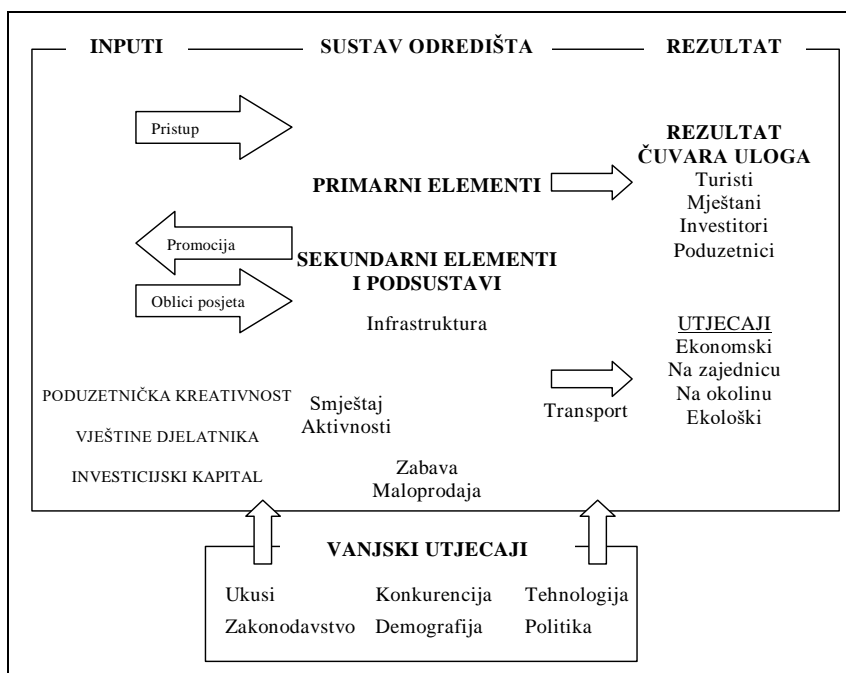 INPUTI SUSTAV ODREDIŠTA REZULTAT
Pristup
REZULTAT
ČUVARA ULOGA
Turisti
Mještani
Investitori
Poduzetnici
PRIMARNI ELEMENTI
Promocija
SEKUNDARNI ELEMENTI
I PODSUSTAVI
Oblici posjeta
Infrastruktura
UTJECAJI
Ekonomski
Na zajednicu
Na okolinu
Ekološki
PODUZETNIČKA KREATIVNOST
VJEŠTINE DJELATNIKA
INVESTICIJSKI KAPITAL
Smještaj
Aktivnosti
Transport
Zabava
Maloprodaja
VANJSKI UTJECAJI
Ukusi Konkurencija Tehnologija
Zakonodavstvo Demografija Politika